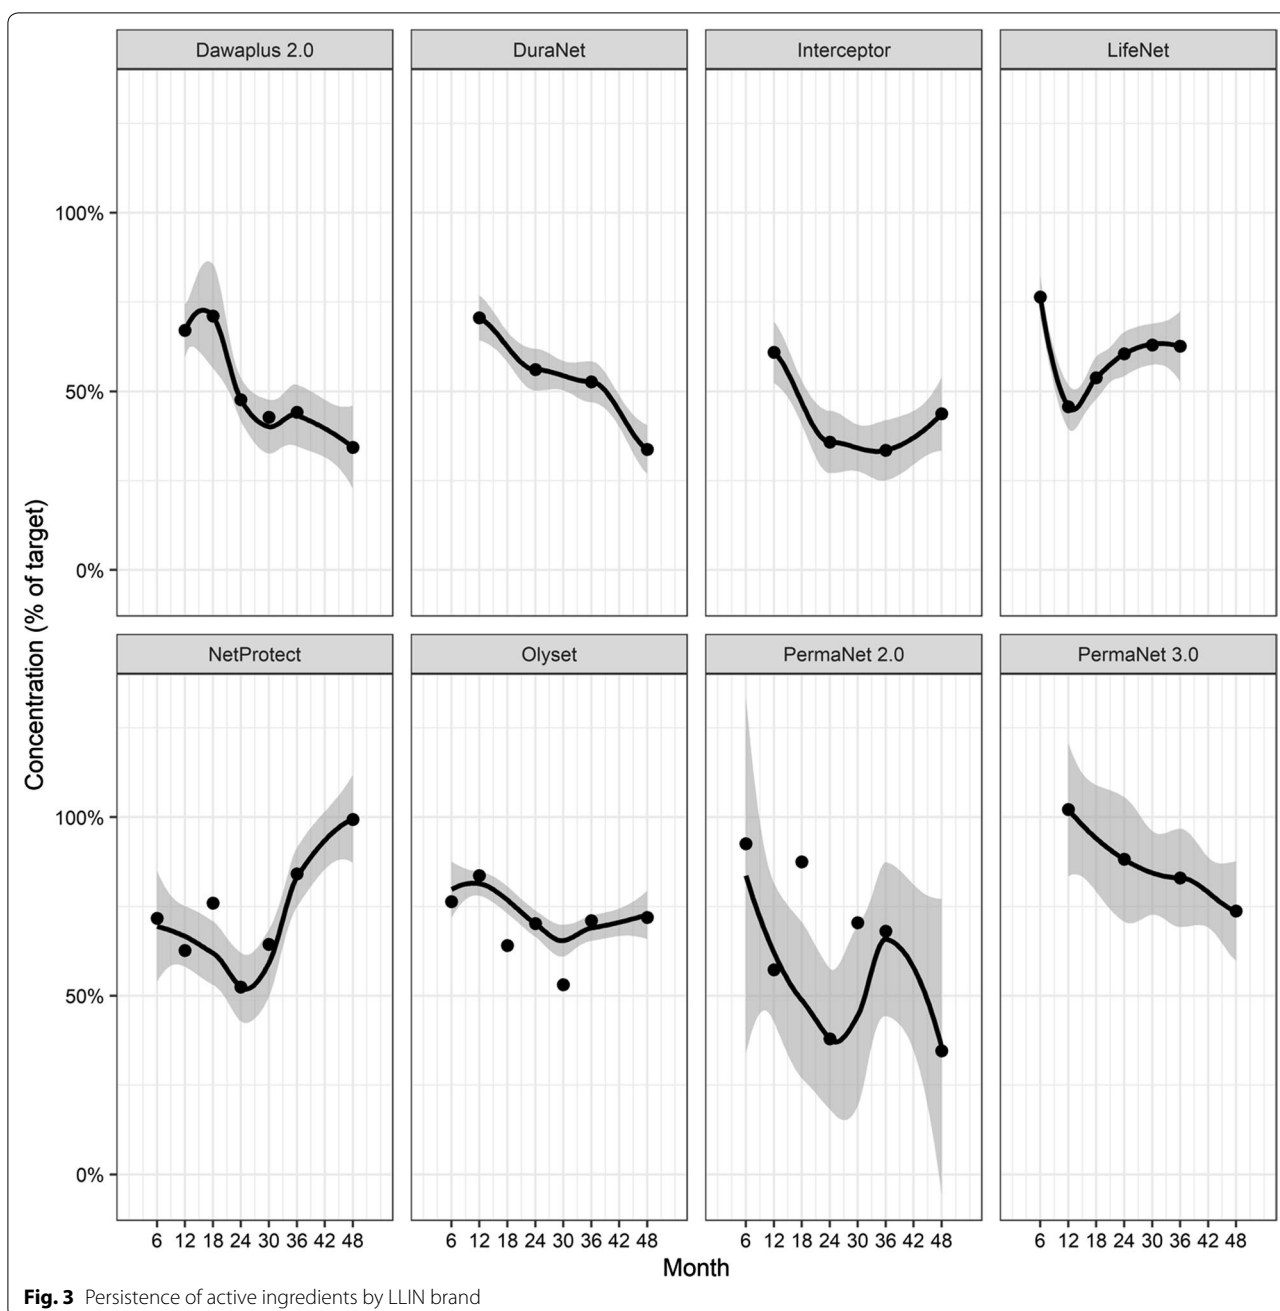 Dawaplus 2.0 DuraNet Interceptor LifeNet
100%
50%
0%
Concentration (% of target)
NetProtect Olyset PermaNet 2.0 PermaNet 3.0
100%
50%
0%
6 12 18 24 30 36 42 48 6 12 18 24 30 36 42 48 6 12 18 24 30 36 42 48 6 12 18 24 30 36 42 48
Month
Fig. 3 Persistence of active ingredients by LLIN brand